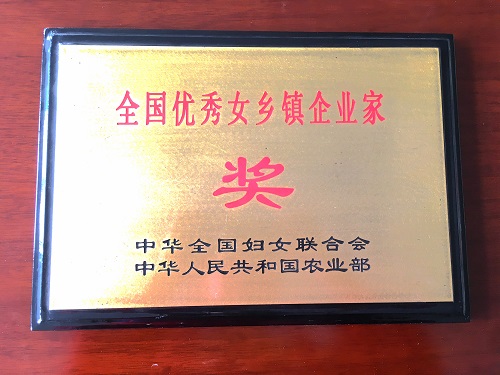 全国优秀女乡镇企业家
奖
中华全国妇女联合会
中华人民共和国农业部